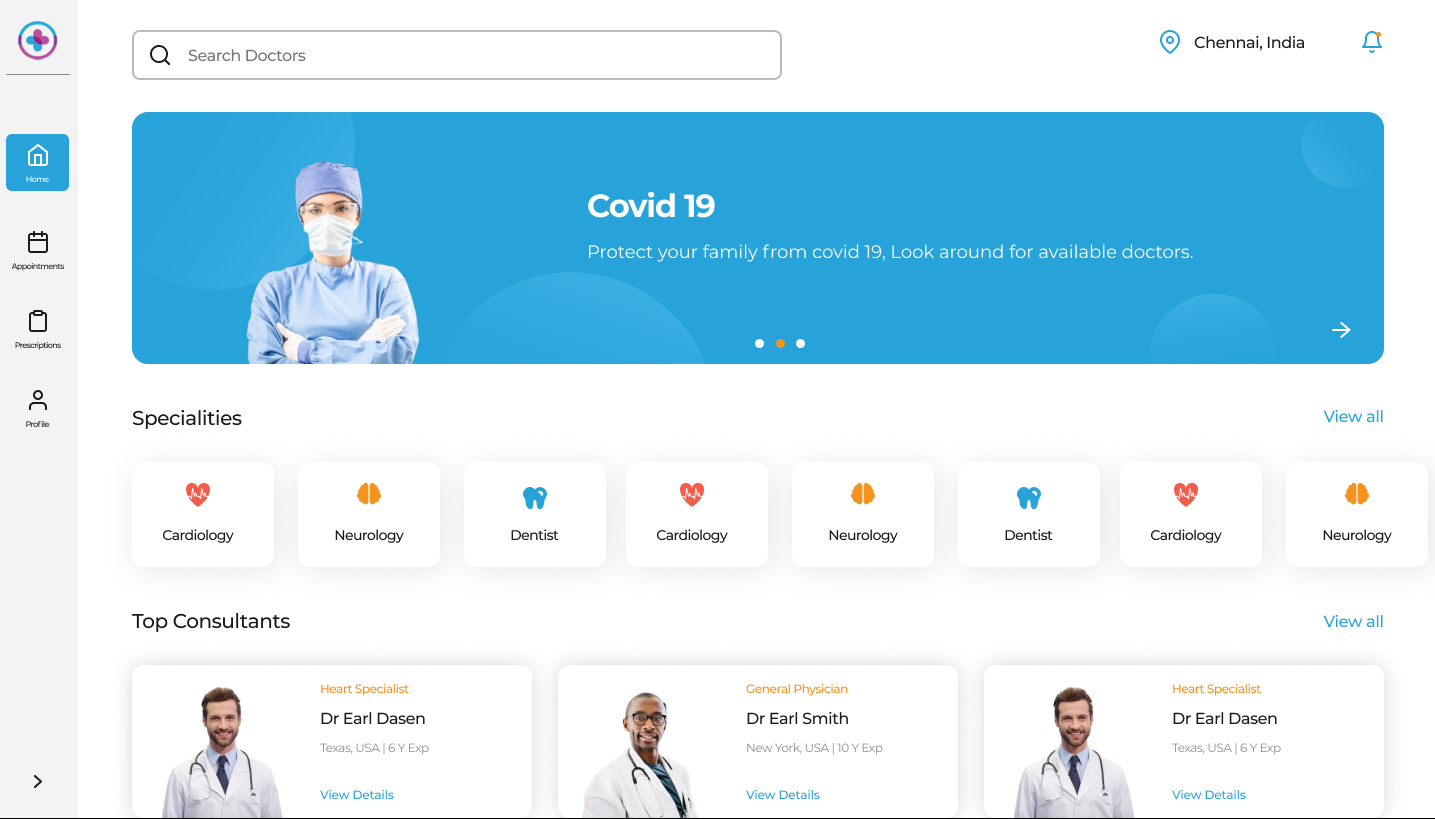 Search Doctors
Chennai, India
Home
Appointments
Prescriptions
Profile
Covid 19
Protect your family from covid 19, Look around for available doctors.
Specialities
View all
Cardiology
Neurology
Dentist
Cardiology
Neurology
Dentist
Cardiology
Neurology
Top Consultants
View all
Heart Specialist
Dr Earl Dasen
Texas, USA | 6 Y Exp
View Details
General Physician
Dr Earl Smith
New York, USA | 10 Y Exp
View Details
Heart Specialist
Dr Earl Dasen
Texas, USA | 6 Y Exp
View Details